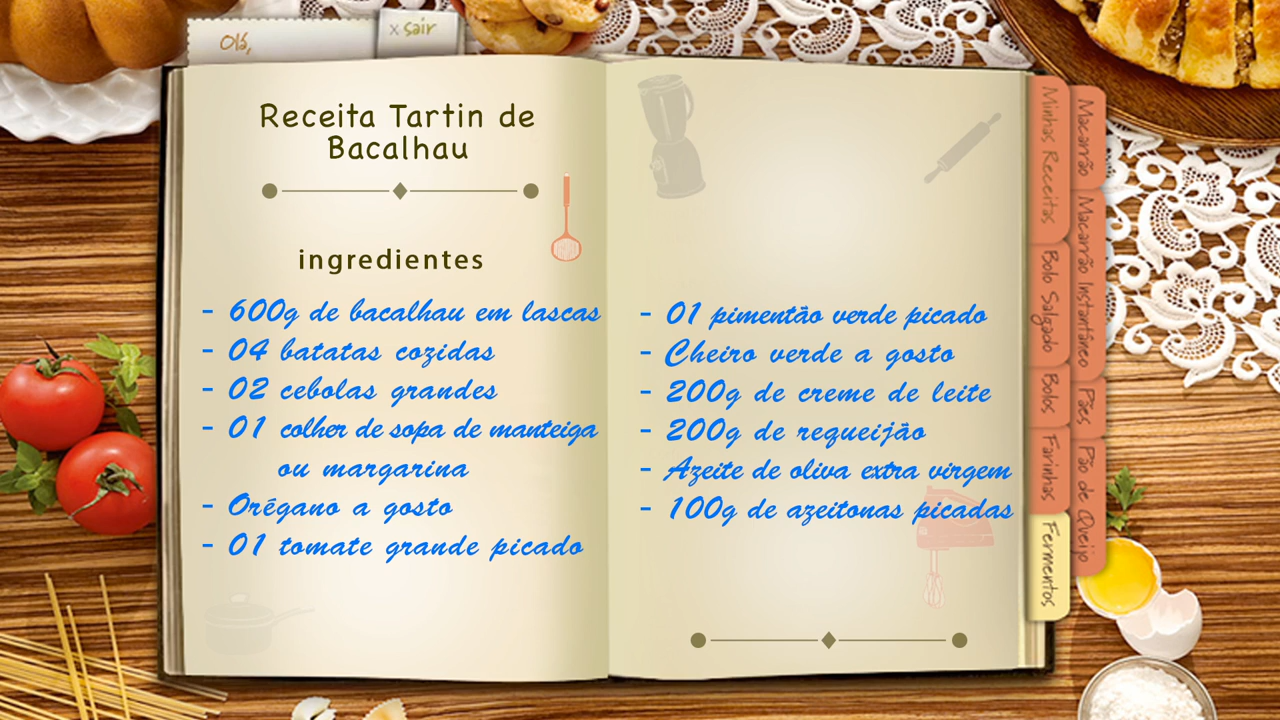 Olá,
x sair
Receita Tartin de
Bacalhau
ingredientes
- 600g de bacalhau em lascas
- 04 batatas cozidas
- 02 cebolas grandes
- 01 colher de sopa de manteiga
ou margarina
- Orégano a gosto
- 01 tomate grande picado
- 01 pimentão verde picado
- Cheiro verde a gosto
- 200g de creme de leite
- 200g de requeijão
- Azeite de oliva extra virgem
- 100g de azeitonas picadas
Minhas Receitas
Bolo Salgado
Bolos
Farinhas
Fermentos
Macarrão
Macarrão Instantâneo
Pães
Pão de Queijo